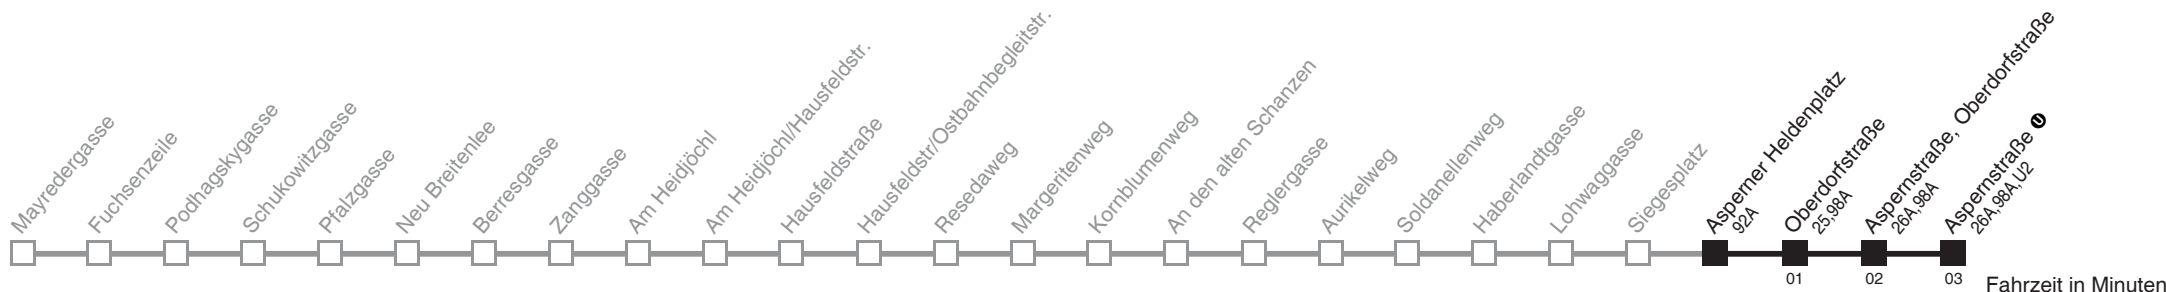 Mayredergasse
Fuchsenzeile
Podhagskygasse
Schukowitzgasse
Pfalzgasse
Neu Breitenlee
Berresgasse
Zanggasse
Am Heidjöchl
Am Heidjöchl/Hausfeldstr.
Hausfeldstraße
Hausfeldstr/Ostbahnbegleitstr.
Resedaweg
Margeritenweg
Kornblumenweg
An den alten Schanzen
Reglergasse
Aurikelweg
Soldanellenweg
Haberlandtgasse
Lohwaggasse
Siegesplatz
Asperner Heldenplatz
92A
Oberdorfstraße
25,98A
Aspernstraße, Oberdorfstraße
26A,98A
Aspernstraße U
26A,98A,U2
01
02
03
Fahrzeit in Minuten